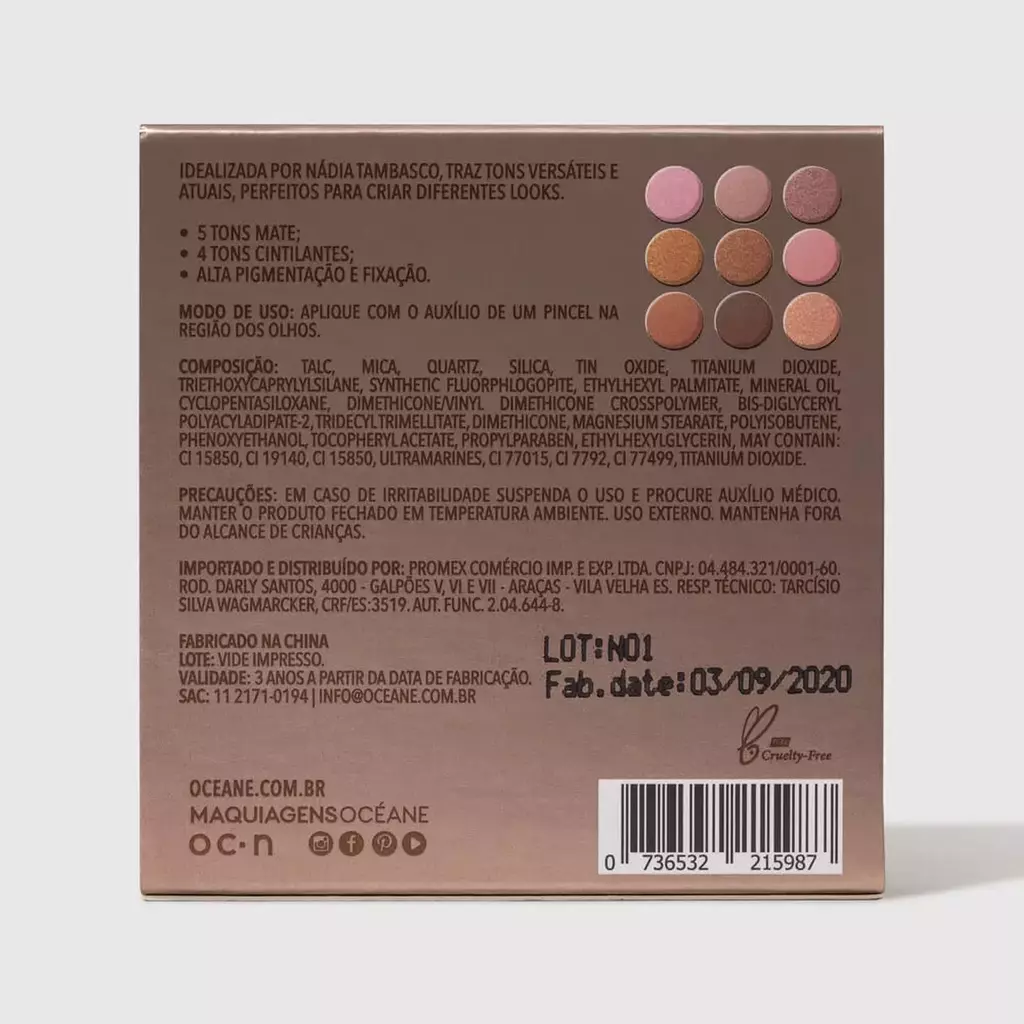 IDEALIZADA POR NÁDIA TAMBASCO, TRAZ TONS VERSÁTEIS E
ATUAIS, PERFEITOS PARA CRIAR DIFERENTES LOOKS.
• 5 TONS MATE;
• 4 TONS CINTILANTES;
• ALTA PIGMENTAÇÃO E FIXAÇÃO.
MODO DE USO: APLIQUE COM O AUXÍLIO DE UM PINCEL NA
REGIÃO DOS OLHOS.
COMPOSIÇÃO: TALC, MICA, QUARTZ, SILICA, TIN OXIDE, TITANIUM DIOXIDE,
TRIETHOXYCAPRYLYLSILANE, SYNTHETIC FLUORPHLOGOPITE, ETHYLHEXYL PALMITATE, MINERAL OIL,
CYCLOPENTASILOXANE, DIMETHICONE/VINYL DIMETHICONE CROSSPOLYMER, BIS-DIGLYCERYL
POLYACYLADIPATE-2, TRIDECYL TRIMELLITATE, DIMETHICONE, MAGNESIUM STEARATE, POLYISOBUTENE,
PHENOXYETHANOL, TOCOPHERYL ACETATE, PROPYLPARABEN, ETHYLHEXYLGLYCERIN, MAY CONTAIN:
CI 15850, CI 19140, CI 15850, ULTRAMARINES, CI 77015, CI 7792, CI 77499, TITANIUM DIOXIDE.
PRECAUÇÕES: EM CASO DE IRRITABILIDADE SUSPENDA O USO E PROCURE AUXÍLIO MÉDICO.
MANTER O PRODUTO FECHADO EM TEMPERATURA AMBIENTE. USO EXTERNO. MANTENHA FORA
DO ALCANCE DE CRIANÇAS.
IMPORTADO E DISTRIBUÍDO POR: PROMEX COMÉRCIO IMP. E EXP. LTDA. CNPJ: 04.484.321/0001-60.
ROD. DARLY SANTOS, 4000 - GALPÕES V, VI E VII - ARAÇAS - VILA VELHA ES. RESP. TÉCNICO: TARCÍSIO
SILVA WAGMARCKER, CRF/ES:3519. AUT. FUNC. 2.04.644-8.
FABRICADO NA CHINA
LOTE: VIDE IMPRESSO.
VALIDADE: 3 ANOS A PARTIR DA DATA DE FABRICAÇÃO.
SAC: 11 2171-0194 | INFO@OCEANE.COM.BR
LOT:N01
Fab.date:03/09/2020
Cruelty-Free
OCEANE.COM.BR
MAQUIAGENSOCÉANE
oc•n
0 736532 215987